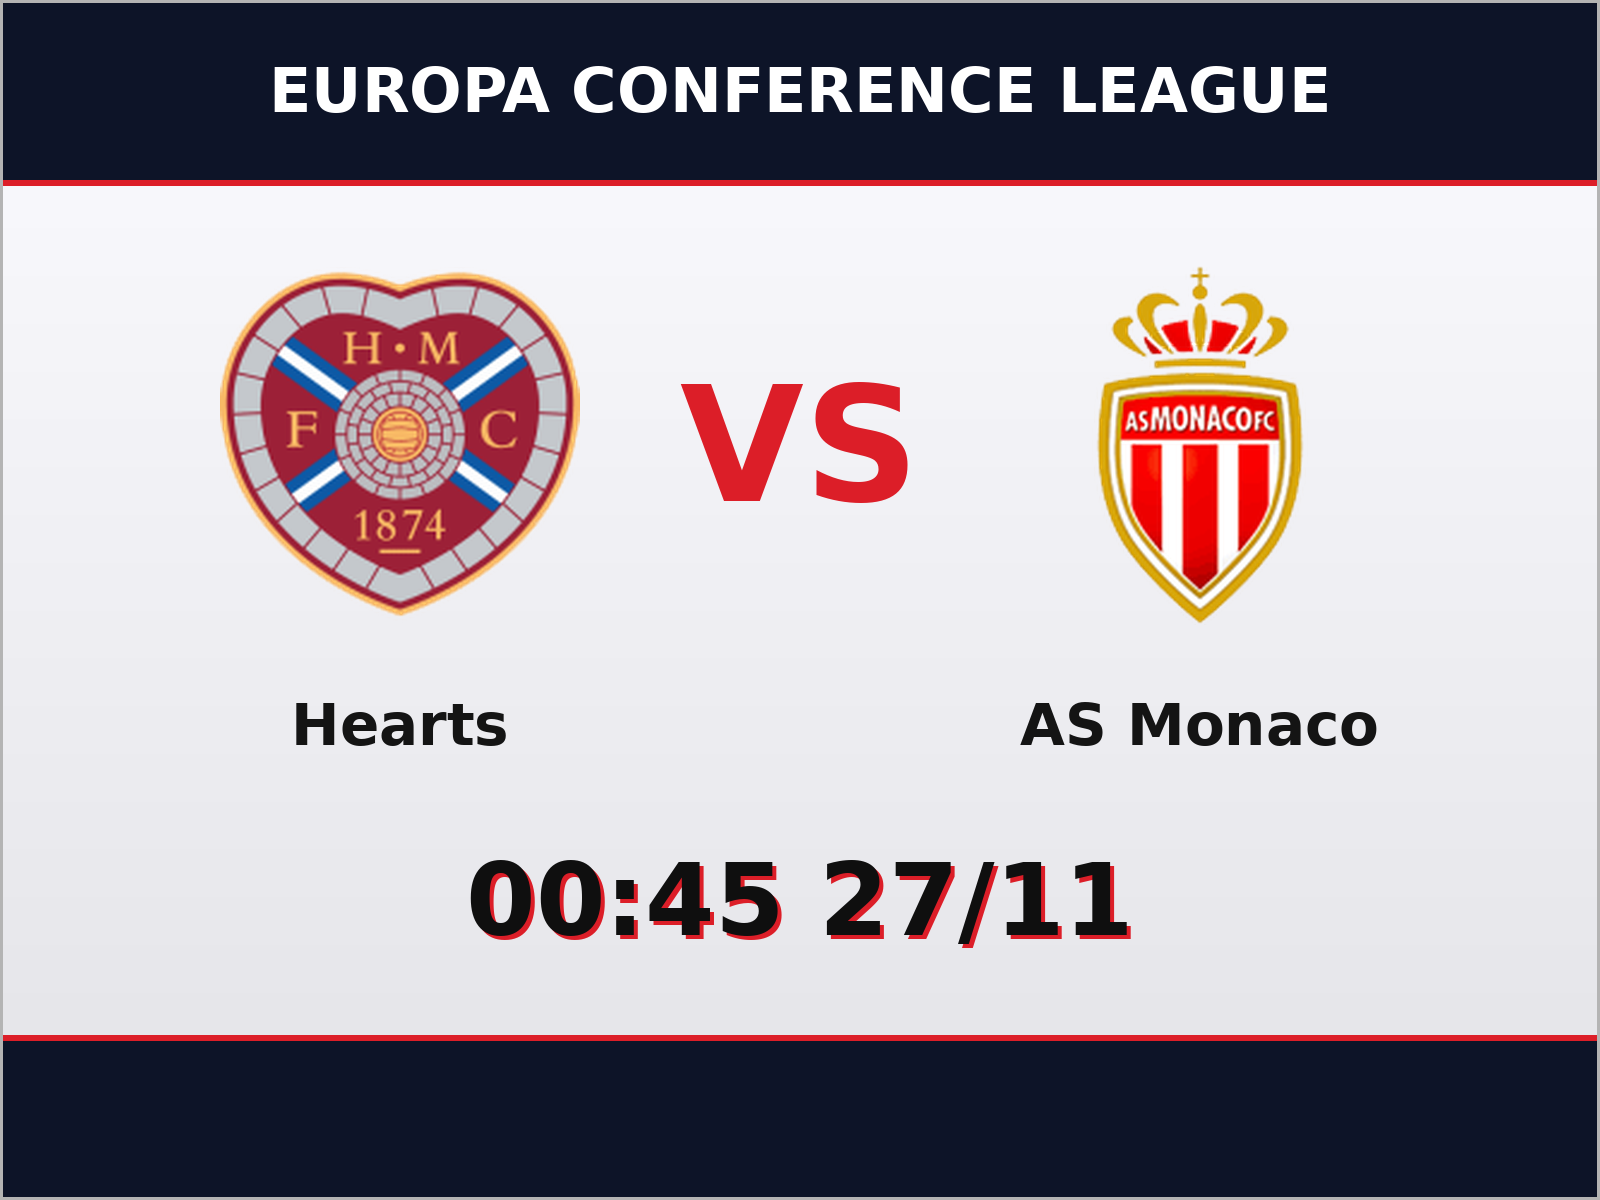 EUROPA CONFERENCE LEAGUE
H • M
F C
1874
VS
ASMONACOFC
Hearts
AS Monaco
00:45 27/11